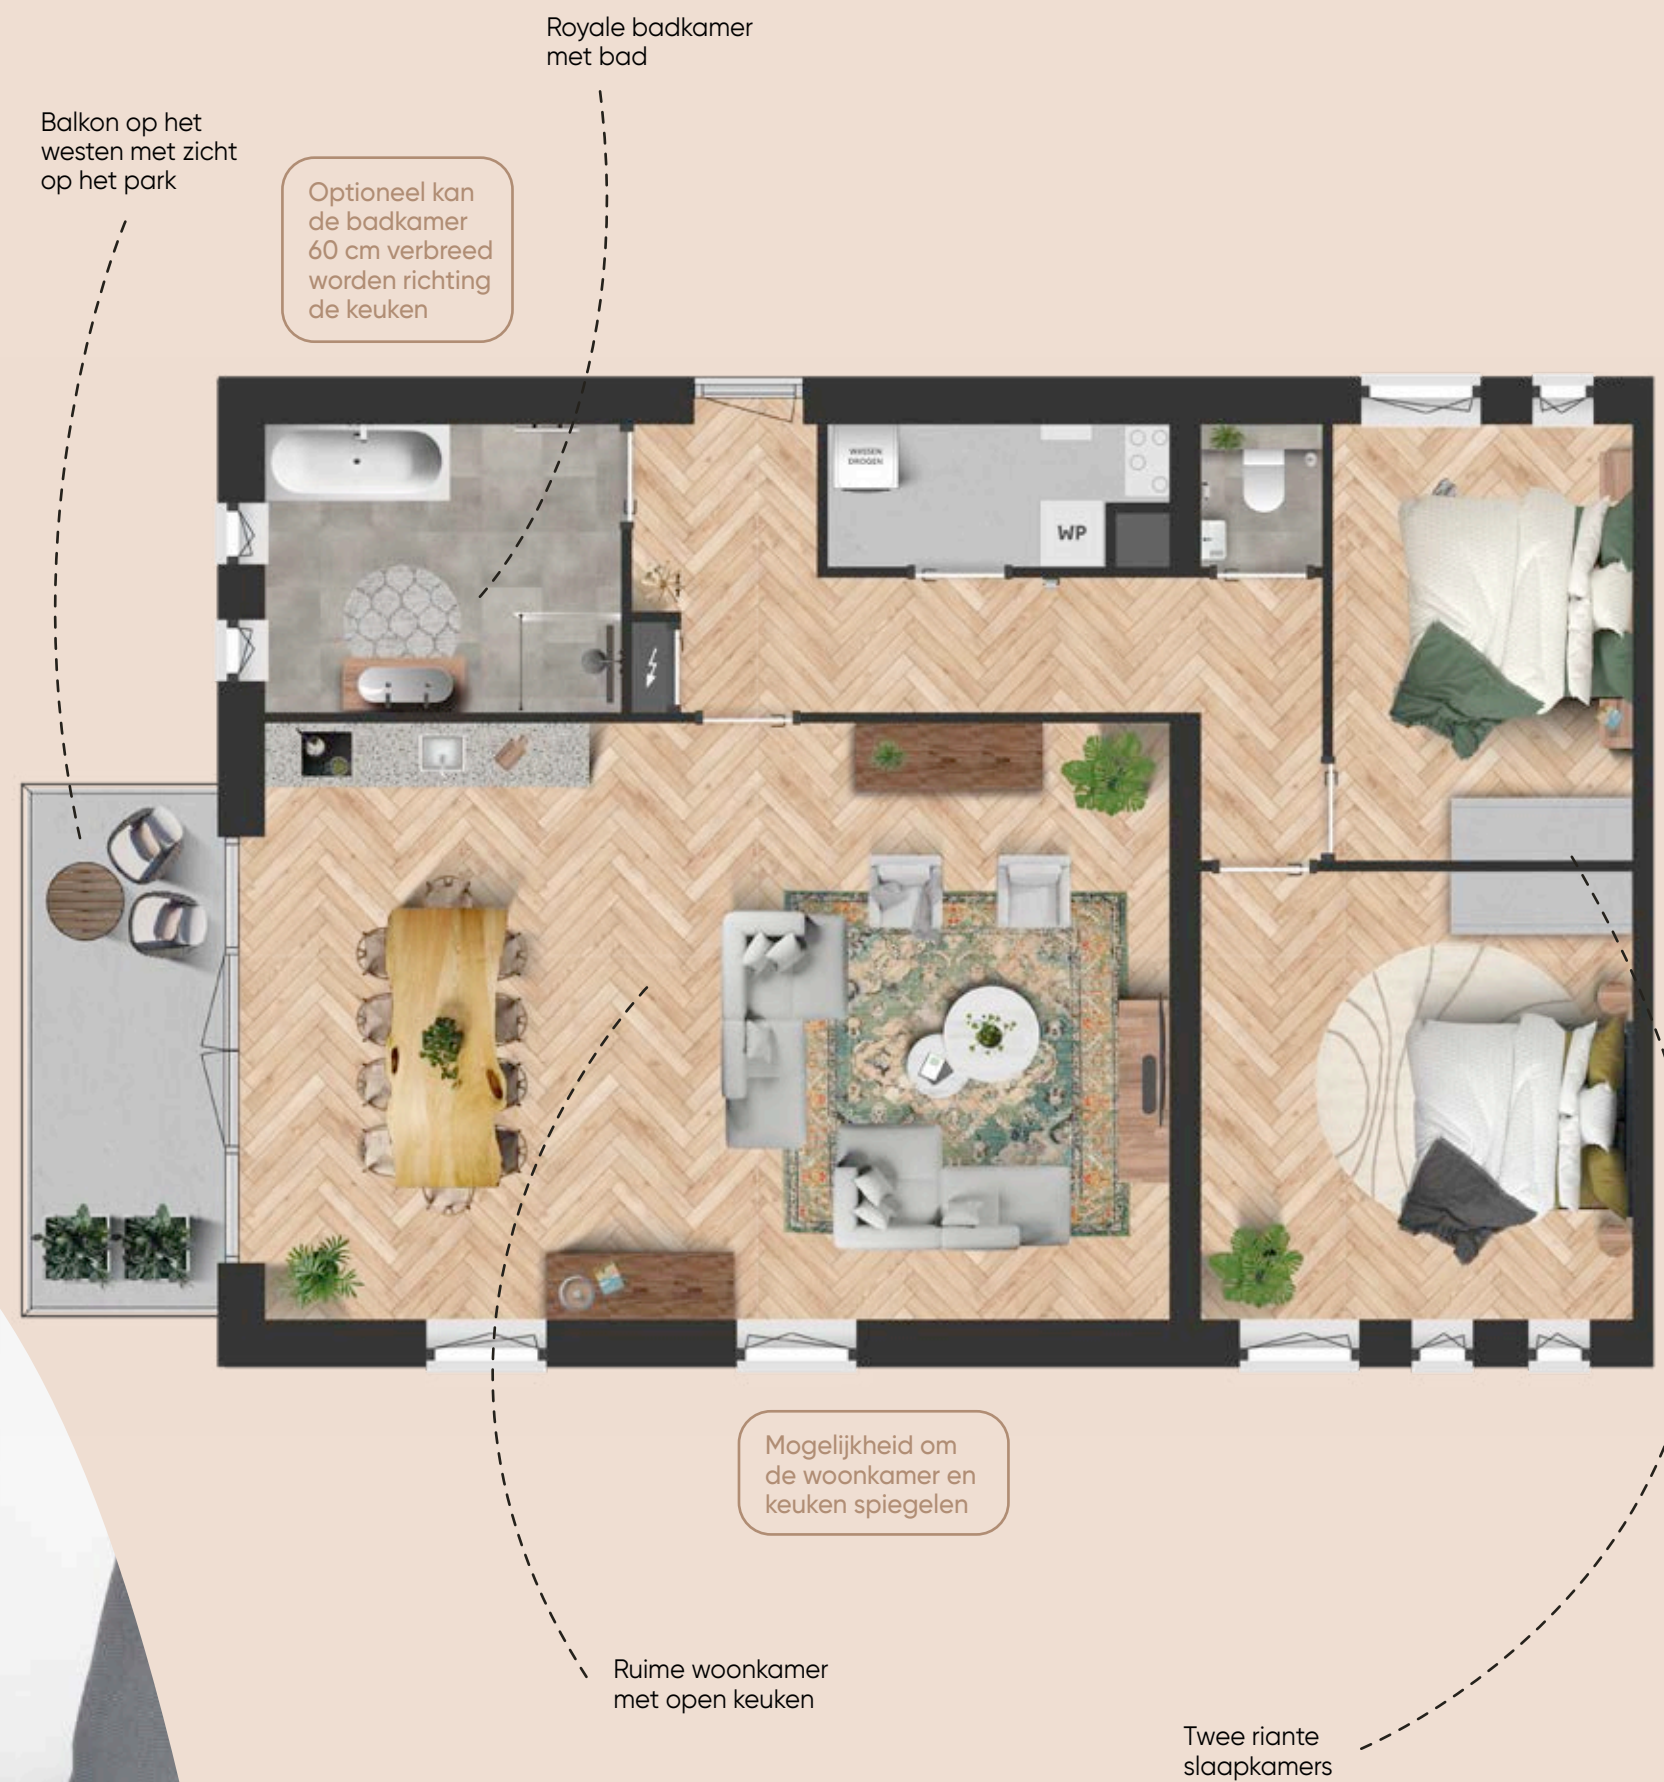 Royale badkamer
met bad
Balkon op het
westen met zicht
op het park
Optioneel kan
de badkamer
60 cm verbreed
worden richting
de keuken
WASSEN
DROGEN
WP
Mogelijkheid om
de woonkamer en
keuken spiegelen
Ruime woonkamer
met open keuken
Twee riante
slaapkamers